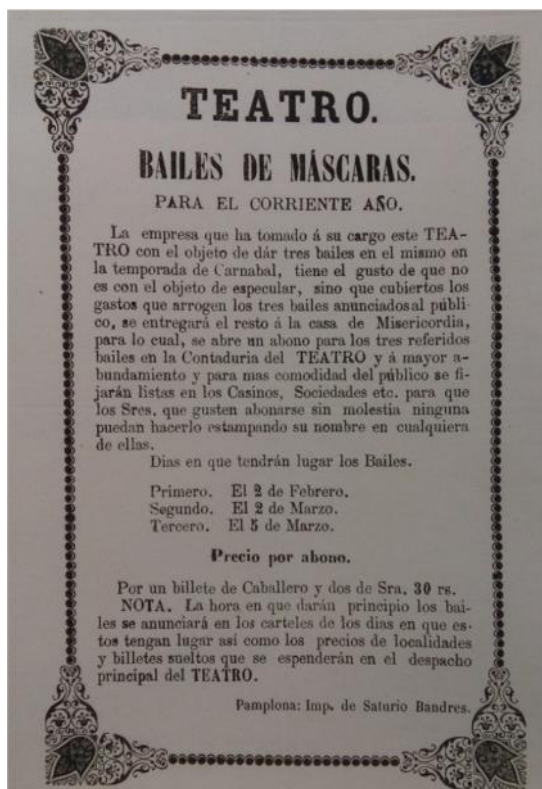 TEATRO.
BAILES DE MÁSCARAS.
PARA EL CORRIENTE AÑO.
La empresa que ha tomado á su cargo este TEA-
TRO con el objeto de dár tres bailes en el mismo en
la temporada de Carnabal, tiene el gusto de que no
es con el objeto de especular, sino que cubiertos los
gastos que arrogen los tres bailes anunciados al públi-
co, se entregará el resto á la casa de Misericordia,
para lo cual, se abre un abono para los tres referidos
bailes en la Contaduria del TEATRO y á mayor a-
bundamiento y para mas comodidad del público se fi-
jarán listas en los Casinos, Sociedades etc. para que
los Sres. que gusten abonarse sin molestia ninguna
puedan hacerlo estampando su nombre en cualquiera
de ellas.
Dias en que tendrán lugar los Bailes.
Primero. El 2 de Febrero.
Segundo. El 2 de Marzo.
Tercero. El 5 de Marzo.
Precio por abono.
Por un billete de Caballero y dos de Sra. 30 rs.
NOTA. La hora en que darán principio los bai-
les se anunciará en los carteles de los dias en que es-
tos tengan lugar asi como los precios de localidades
y billetes sueltos que se espenderán en el despacho
principal del TEATRO.
Pamplona: Imp. de Saturio Bandres.